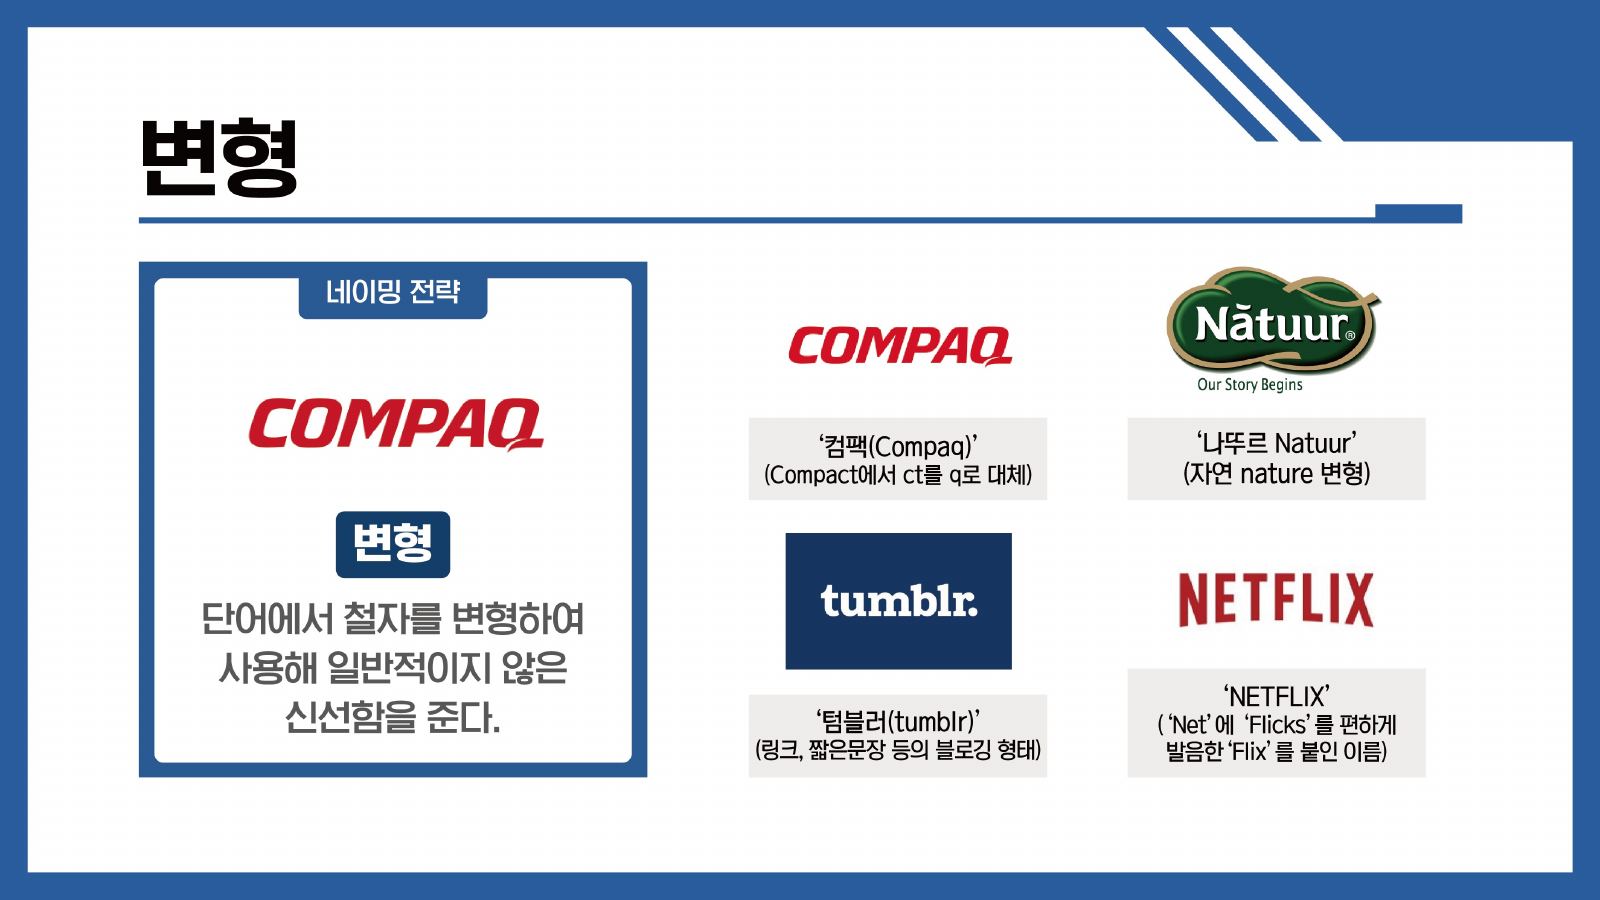 변형
네이밍 전략
COMPAQ
변형
단어에서 철자를 변형하여
사용해 일반적이지 않은
신선함을 준다.
COMPAQ
‘컴팩(Compaq)’
(Compact에서 ct를 q로 대체)
Nătuur®
Our Story Begins
‘나뚜르 Natuur’
(자연 nature 변형)
tumblr.
‘텀블러(tumblr)’
(링크, 짧은문장 등의 블로깅 형태)
NETFLIX
‘NETFLIX’
( ‘Net’ 에 ‘Flicks’ 를 편하게
발음한 ‘Flix’ 를 붙인 이름)